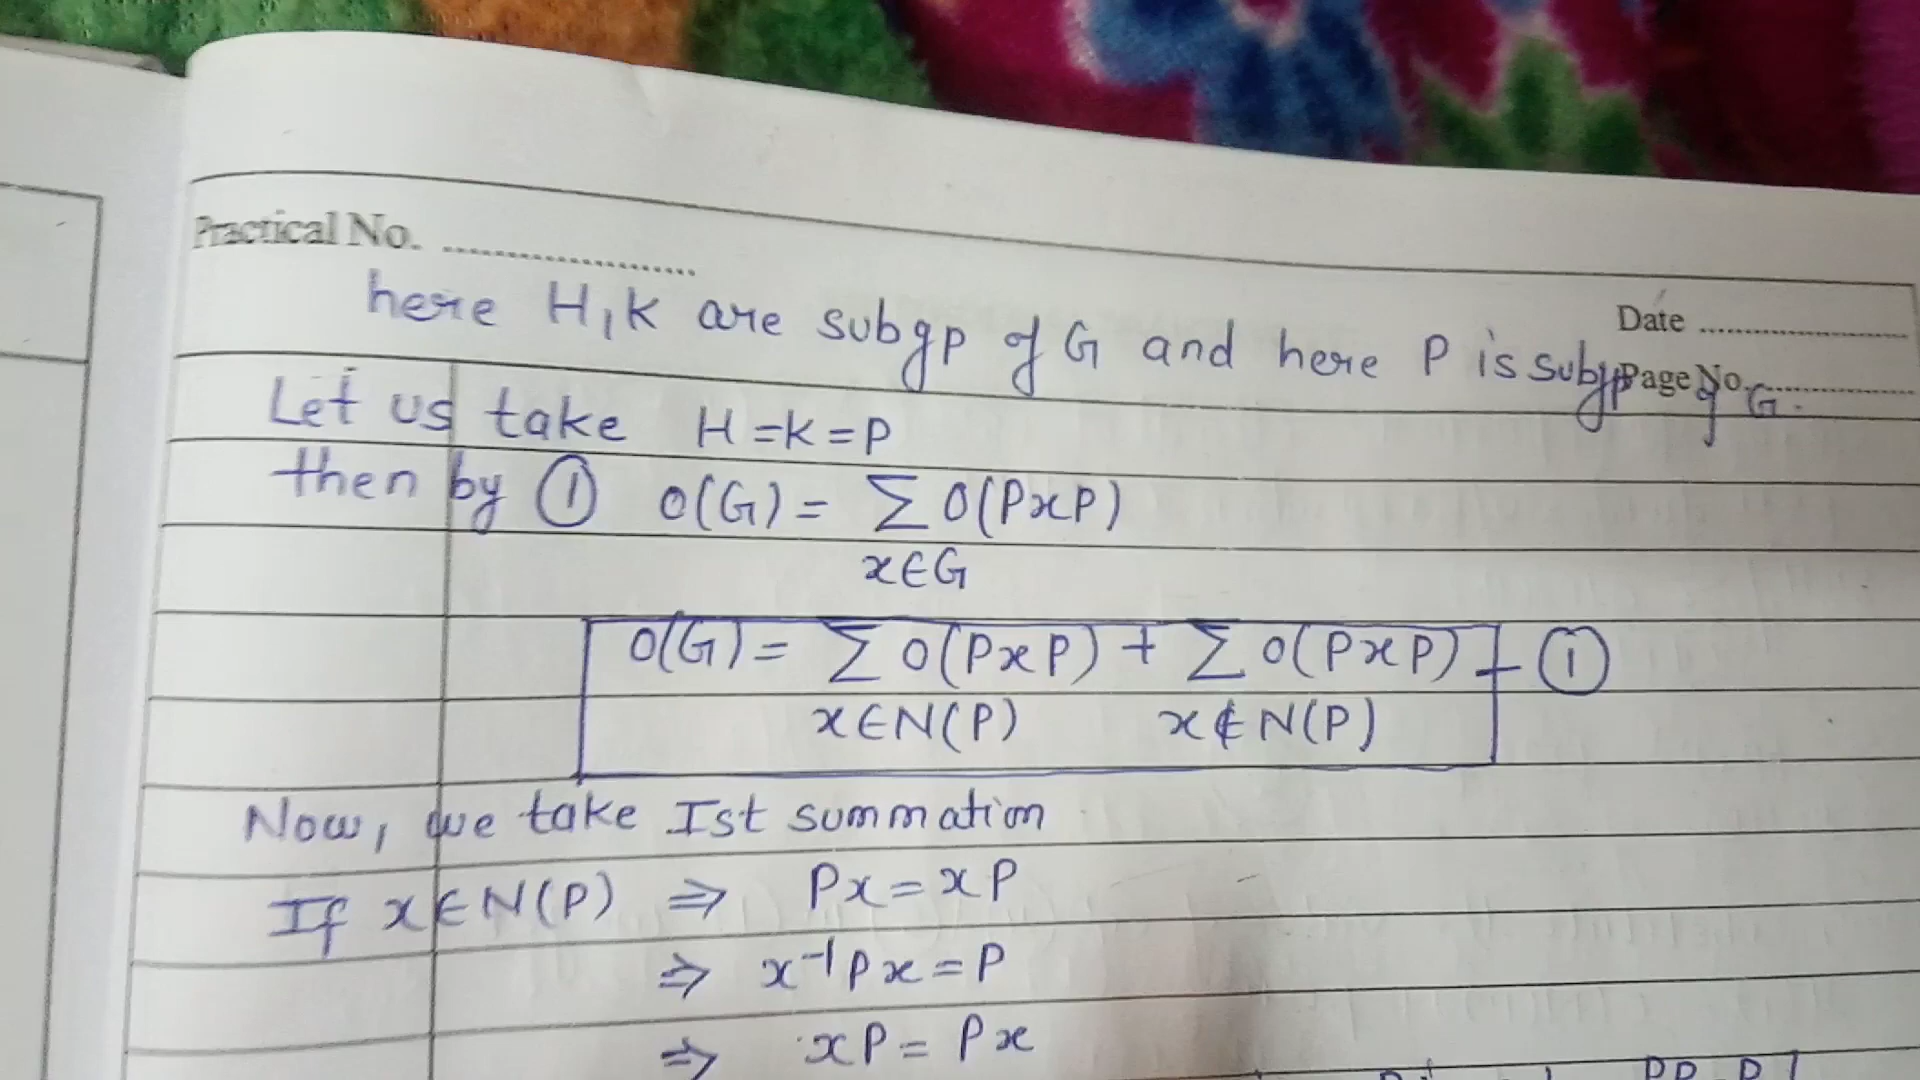 Practical No. ..................
Date ..................
Page No. ..................
here H, K are subgp of G and here P is subgp of G.
Let us take H = K = P
then by ① O(G) = Σ O(PxP)
x∈G
O(G) = Σ O(PxP) + Σ O(PxP) — ①
x∈N(P) x∉N(P)
Now, we take Ist summation
If x∈N(P) ⇒ Px = xP
⇒ x⁻¹Px = P
⇒ xP = Px